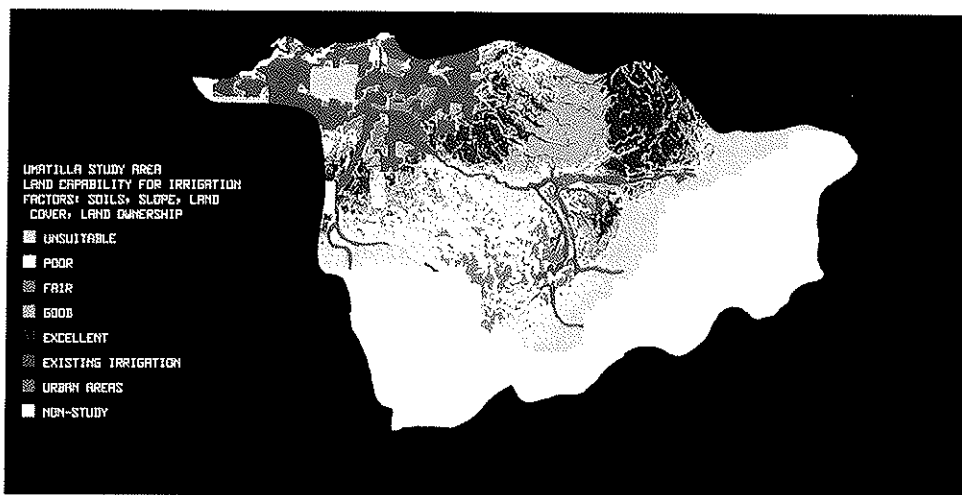 UMATILLA STUDY AREA
LAND CAPABILITY FOR IRRIGATION
FACTORS: SOILS, SLOPE, LAND
COVER, LAND OWNERSHIP
UNSUITABLE
POOR
FAIR
GOOD
EXCELLENT
EXISTING IRRIGATION
URBAN AREAS
NON-STUDY